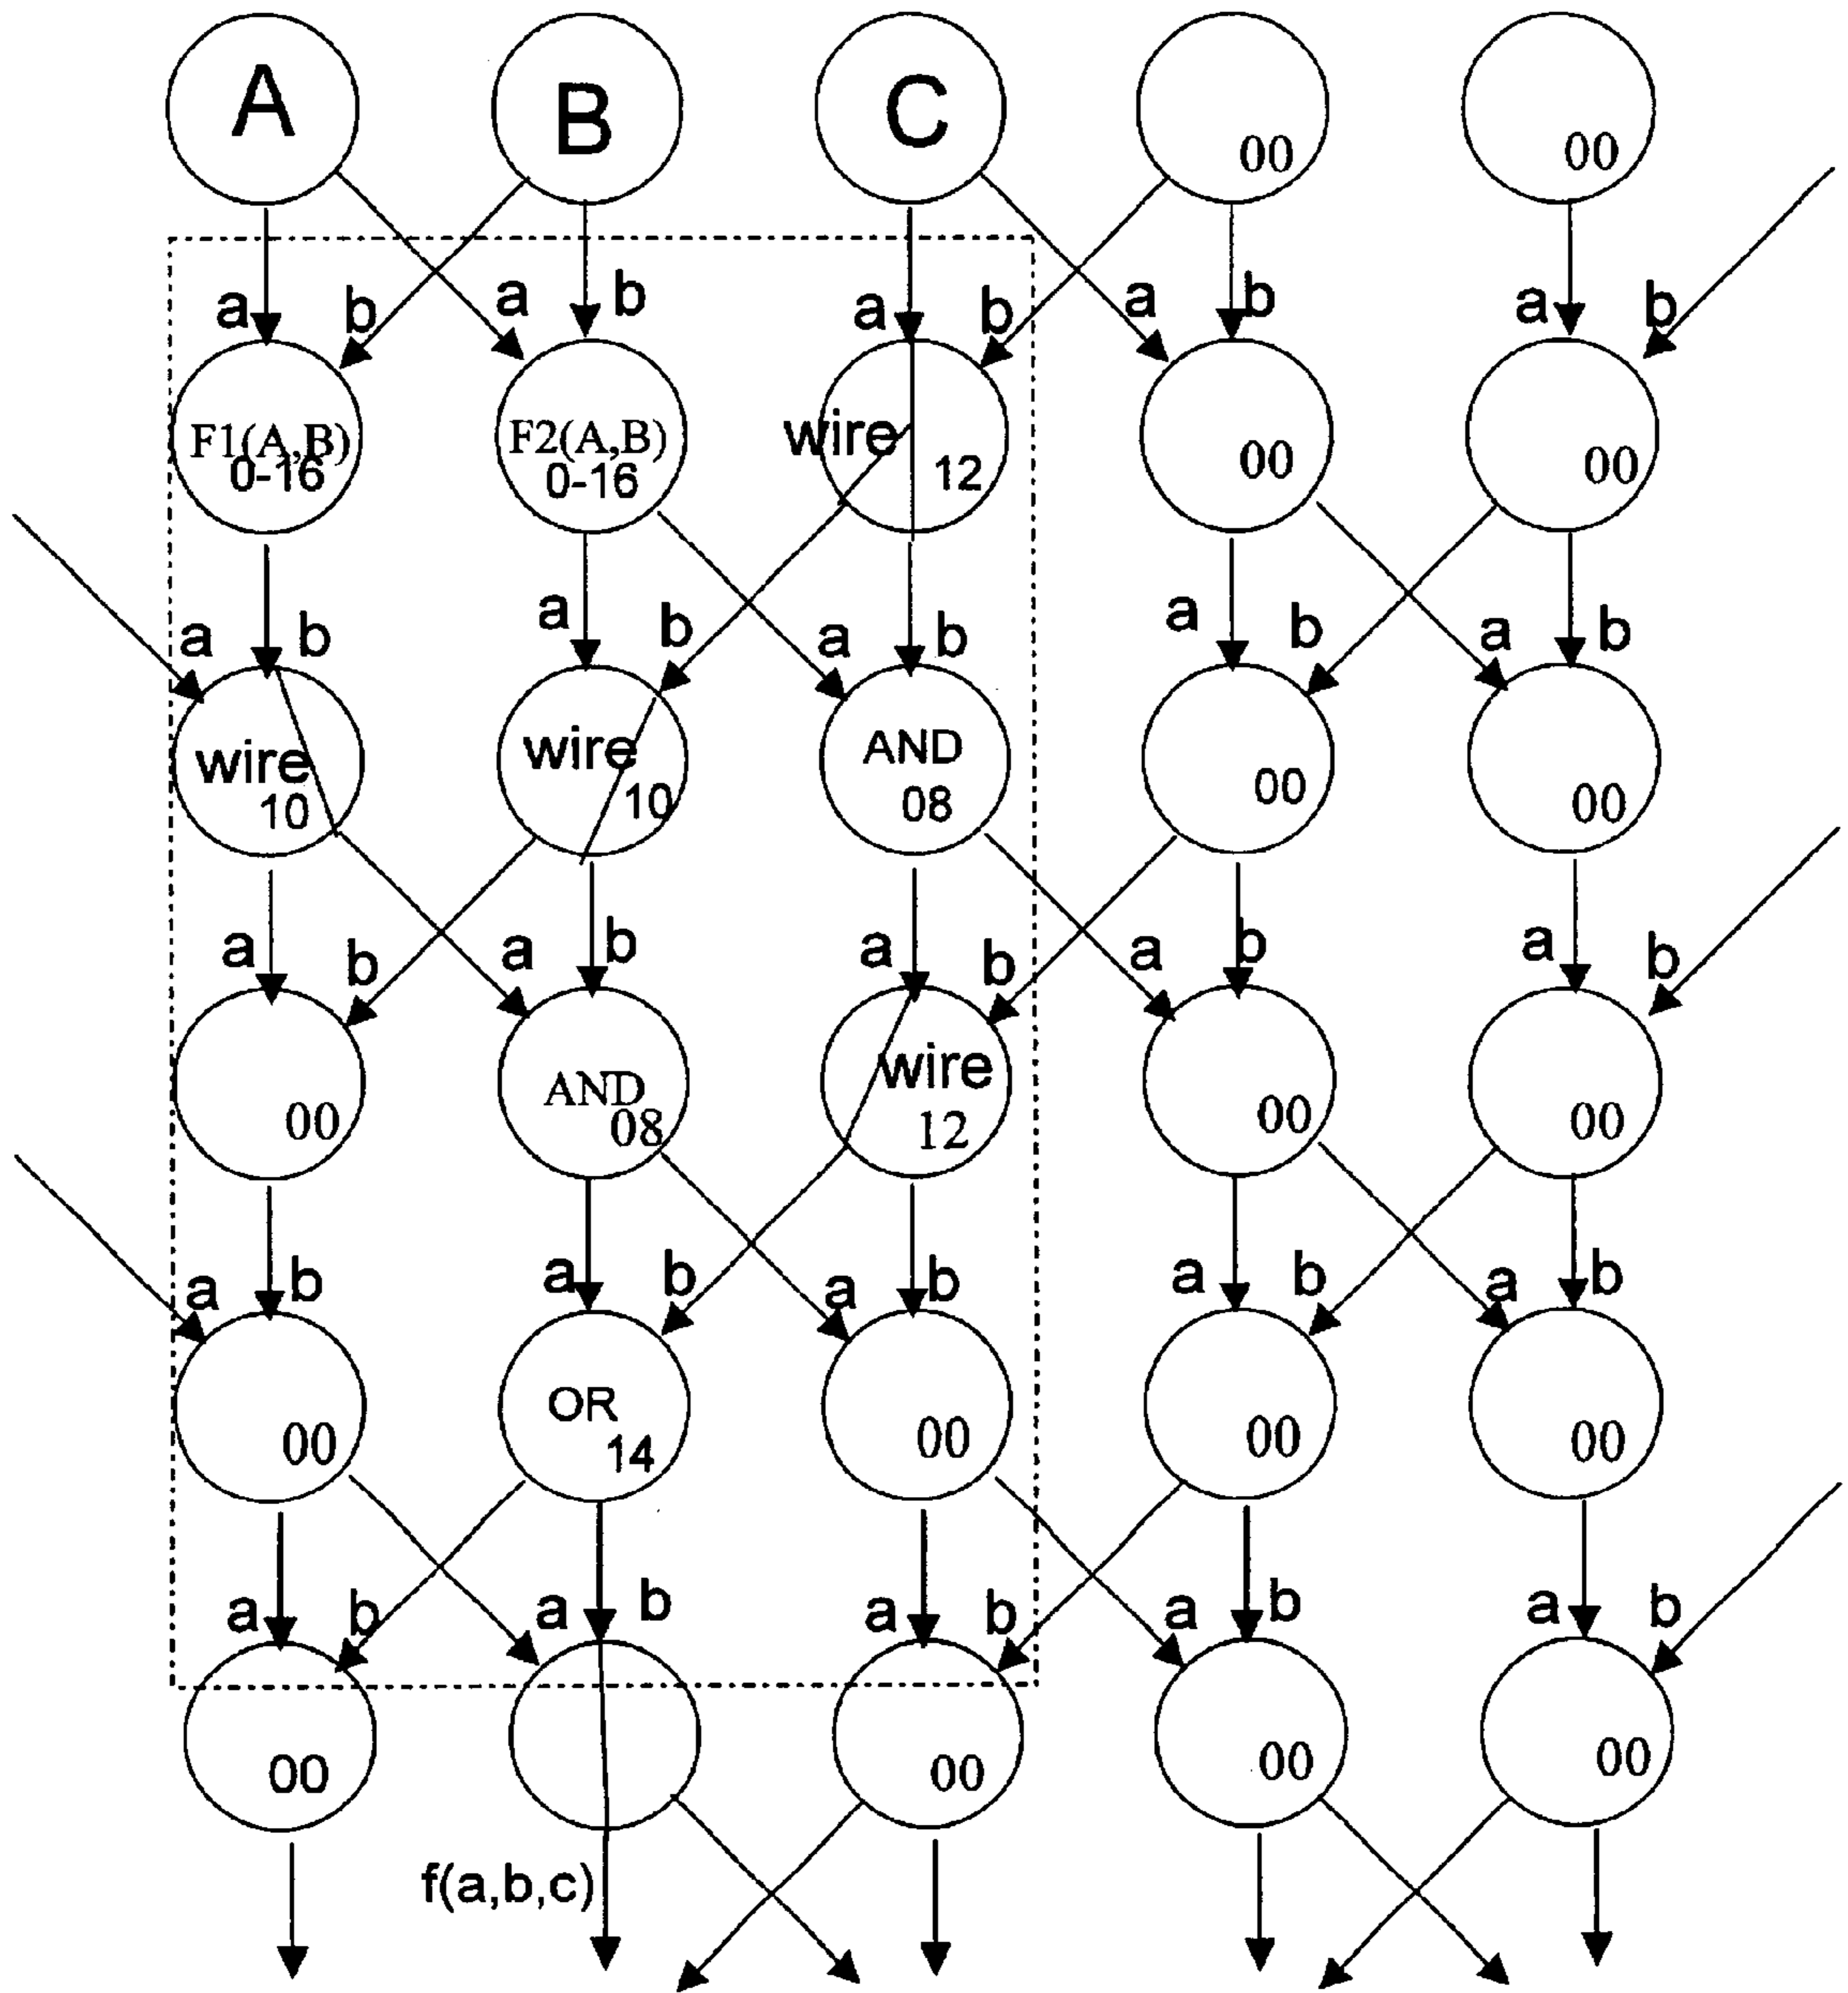 A B C 00 00
a b a b a b a b a b
F1(A,B) F2(A,B) wire
0-16 0-16 12 00 00
a b a b a b a b a b
wire wire AND
10 10 08 00 00
a b a b a b a b a b
AND wire
00 08 12 00 00
a b a b a b a b a b
OR
00 14 00 00 00
a b a b a b a b a b
00 00 00 00
f(a,b,c)